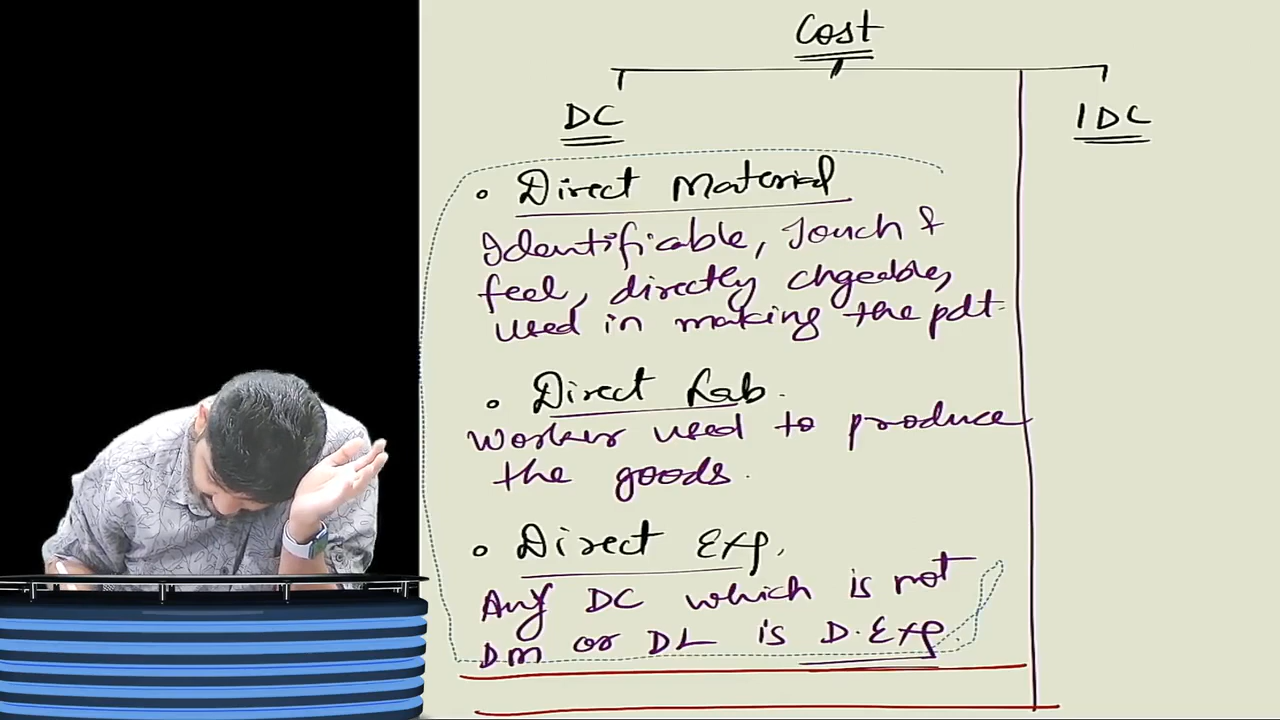 Cost
DC
IDC
• Direct Material
Identifiable, Touch &
feel, directly chgeable,
used in making the pdt.
• Direct Lab.
Worker used to produce
the goods.
• Direct Exp.
Any DC which is not
DM or DL is D.Exp